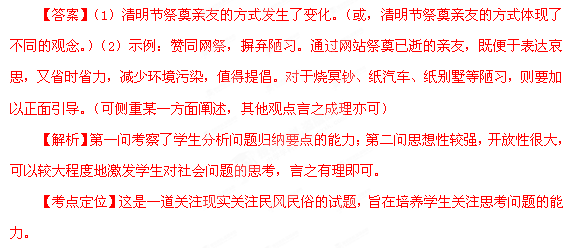 【答案】（1）清明节祭奠亲友的方式发生了变化。（或，清明节祭奠亲友的方式体现了
不同的观念。）（2）示例：赞同网祭，摒弃陋习。通过网站祭奠已逝的亲友，既便于表达哀
思，又省时省力，减少环境污染，值得提倡。对于烧冥钞、纸汽车、纸别墅等陋习，则要加
以正面引导。（可侧重某一方面阐述，其他观点言之成理亦可）
【解析】第一问考察了学生分析问题归纳要点的能力；第二问思想性较强，开放性很大，
可以较大程度地激发学生对社会问题的思考，言之有理即可。
【考点定位】这是一道关注现实关注民风民俗的试题，旨在培养学生关注思考问题的能
力。